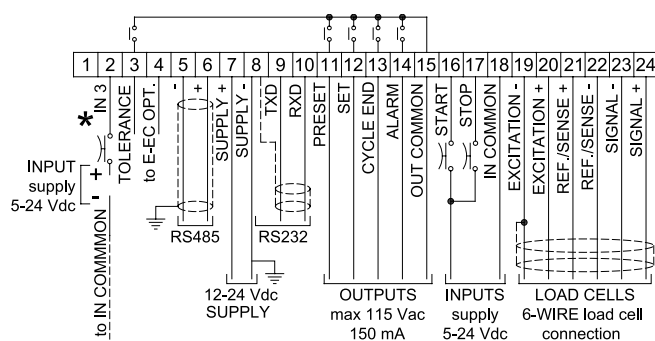 1 2 3 4 5 6 7 8 9 10 11 12 13 14 15 16 17 18 19 20 21 22 23 24
IN 3
TOLERANCE
to E-EC OPT.
-
+
SUPPLY +
SUPPLY -
TXD
RXD
PRESET
SET
CYCLE END
ALARM
OUT COMMON
START
STOP
IN COMMON
EXCITATION -
EXCITATION +
REF./SENSE +
REF./SENSE -
SIGNAL -
SIGNAL +
*
INPUT
supply
5-24 Vdc
+
-
to IN COMMMON
RS485
RS232
12-24 Vdc
SUPPLY
OUTPUTS
max 115 Vac
150 mA
INPUTS
supply
5-24 Vdc
LOAD CELLS
6-WIRE load cell
connection